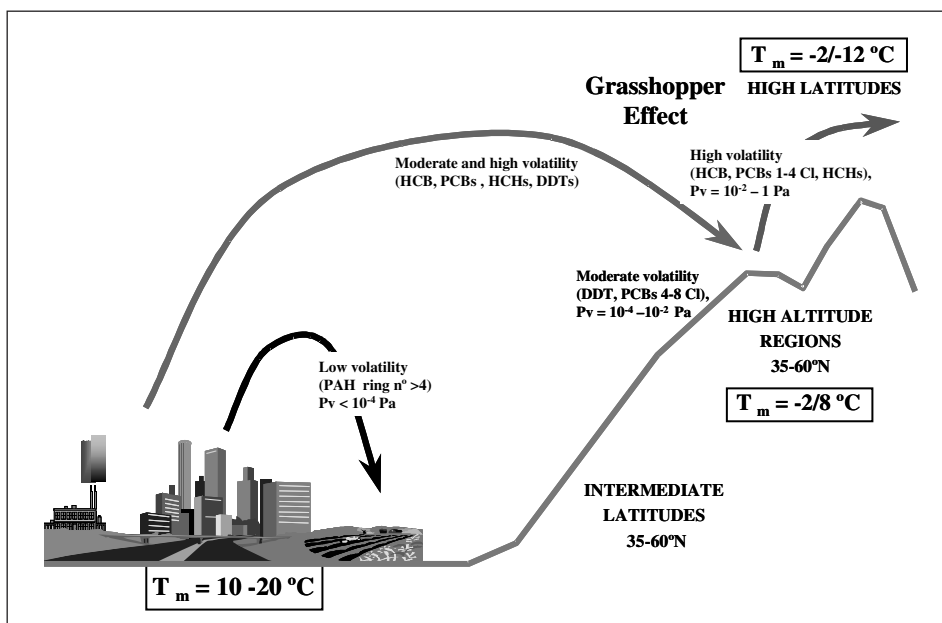 T m = -2/-12 ºC
HIGH LATITUDES
Grasshopper
Effect
High volatility
(HCB, PCBs 1-4 Cl, HCHs),
Pv = 10⁻² – 1 Pa
Moderate and high volatility
(HCB, PCBs , HCHs, DDTs)
Moderate volatility
(DDT, PCBs 4-8 Cl),
Pv = 10⁻⁴ –10⁻² Pa
HIGH ALTITUDE
REGIONS
35-60ºN
T m = -2/8 ºC
Low volatility
(PAH ring nº >4)
Pv < 10⁻⁴ Pa
INTERMEDIATE
LATITUDES
35-60ºN
T m = 10 -20 ºC